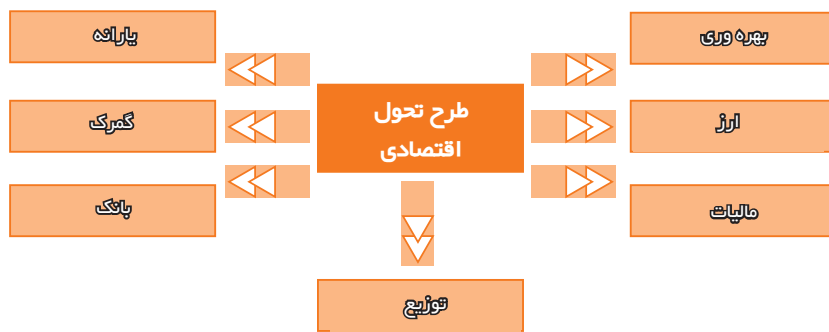 بهره وری
یارانه
طرح تحول
اقتصادی
ارز
گمرک
مالیات
بانک
توزیع